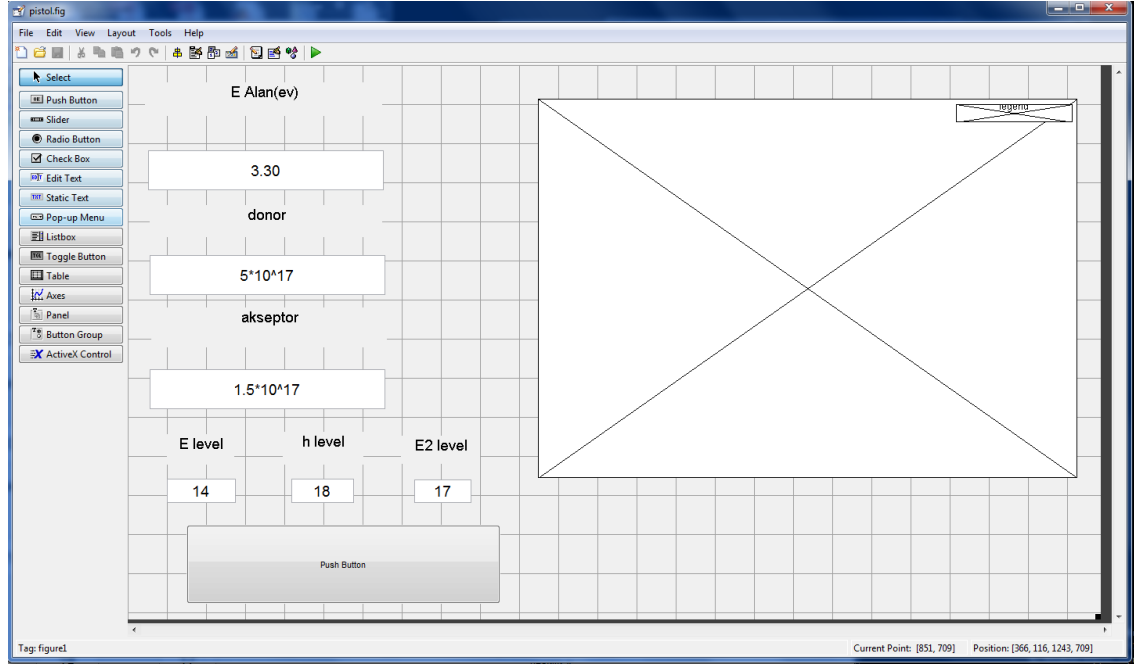 pistol.fig
File Edit View Layout Tools Help
Select
Push Button
Slider
Radio Button
Check Box
Edit Text
Static Text
Pop-up Menu
Listbox
Toggle Button
Table
Axes
Panel
Button Group
ActiveX Control
E Alan(ev)
3.30
donor
5*10^17
akseptor
1.5*10^17
E level h level E2 level
14 18 17
Push Button
legend
Tag: figure1 Current Point: [851, 709] Position: [366, 116, 1243, 709]